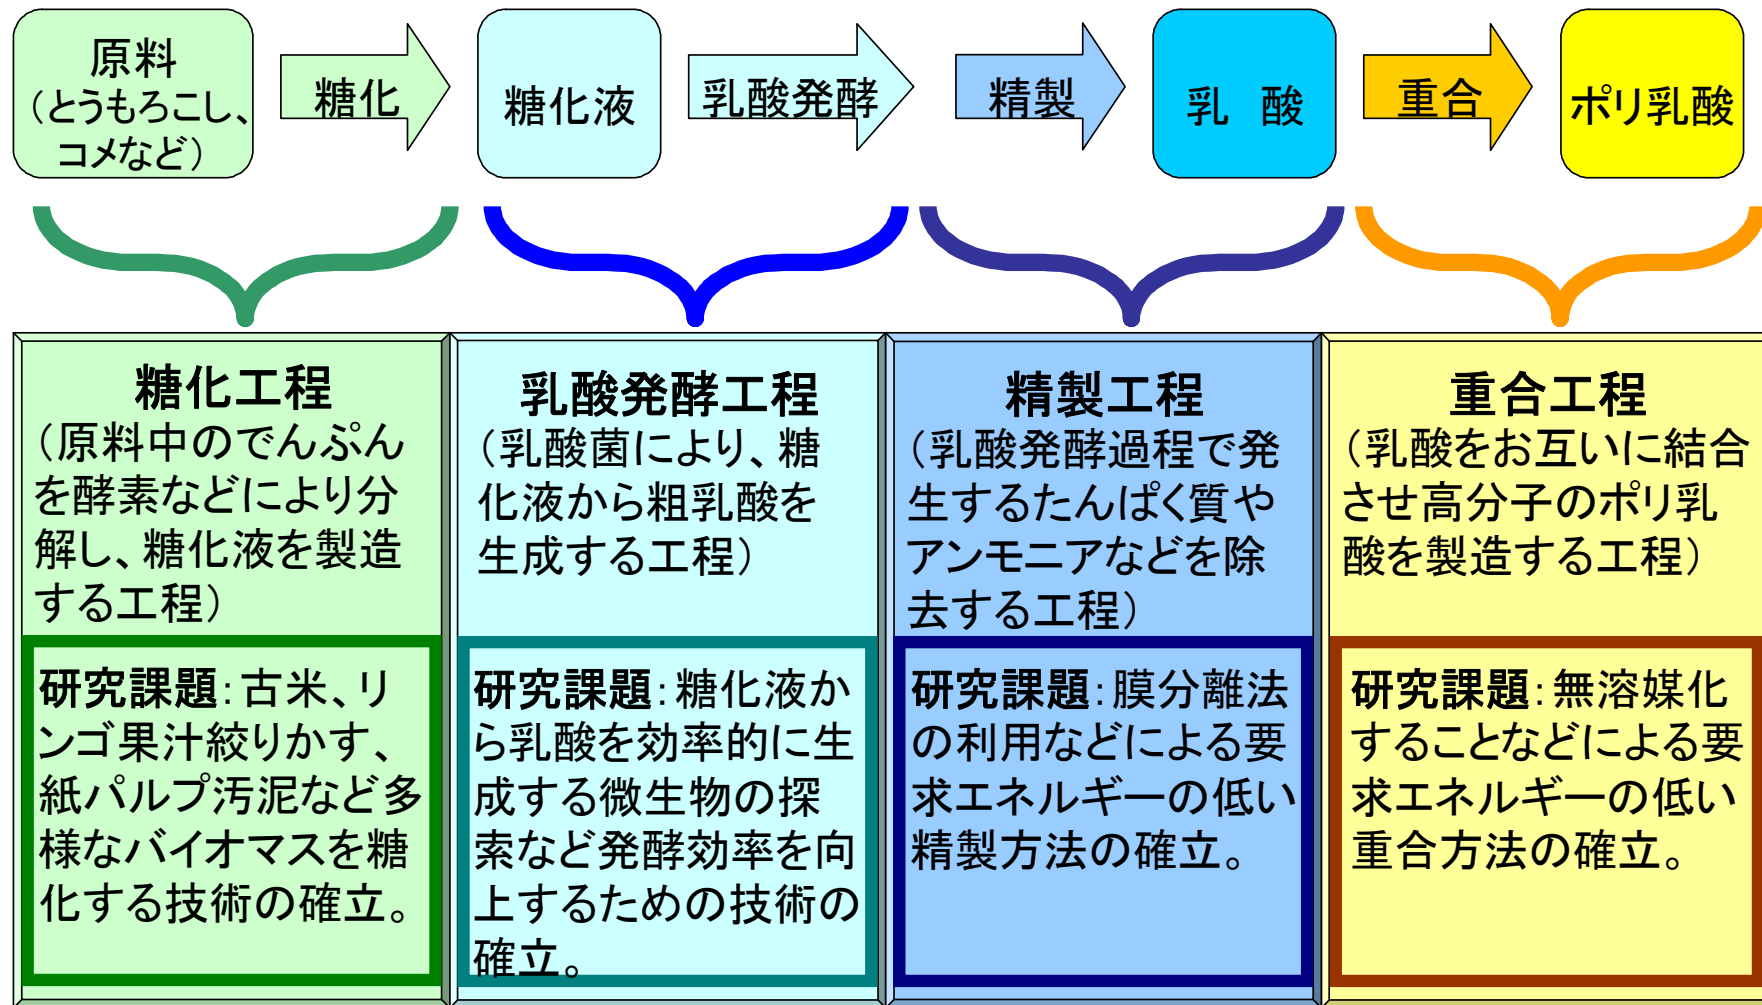 原料
（とうもろこし、
コメなど）
糖化
糖化液
乳酸発酵
精製
乳　酸
重合
ポリ乳酸
糖化工程
（原料中のでんぷん
を酵素などにより分
解し、糖化液を製造
する工程）
研究課題：古米、リ
ンゴ果汁絞りかす、
紙パルプ汚泥など多
様なバイオマスを糖
化する技術の確立。
乳酸発酵工程
（乳酸菌により、糖
化液から粗乳酸を
生成する工程）
研究課題：糖化液か
ら乳酸を効率的に生
成する微生物の探
索など発酵効率を向
上するための技術の
確立。
精製工程
（乳酸発酵過程で発
生するたんぱく質や
アンモニアなどを除
去する工程）
研究課題：膜分離法
の利用などによる要
求エネルギーの低い
精製方法の確立。
重合工程
（乳酸をお互いに結合
させ高分子のポリ乳
酸を製造する工程）
研究課題：無溶媒化
することなどによる要
求エネルギーの低い
重合方法の確立。